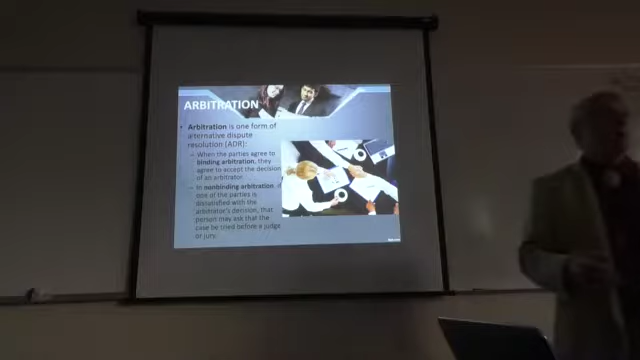 ARBITRATION
• Arbitration is one form of
alternative dispute
resolution (ADR):
– When the parties agree to
binding arbitration, they
agree to accept the decision
of an arbitrator.
– In nonbinding arbitration, if
one of the parties is
dissatisfied with the
arbitrator's decision, that
person may ask that the
case be tried before a judge
or jury.